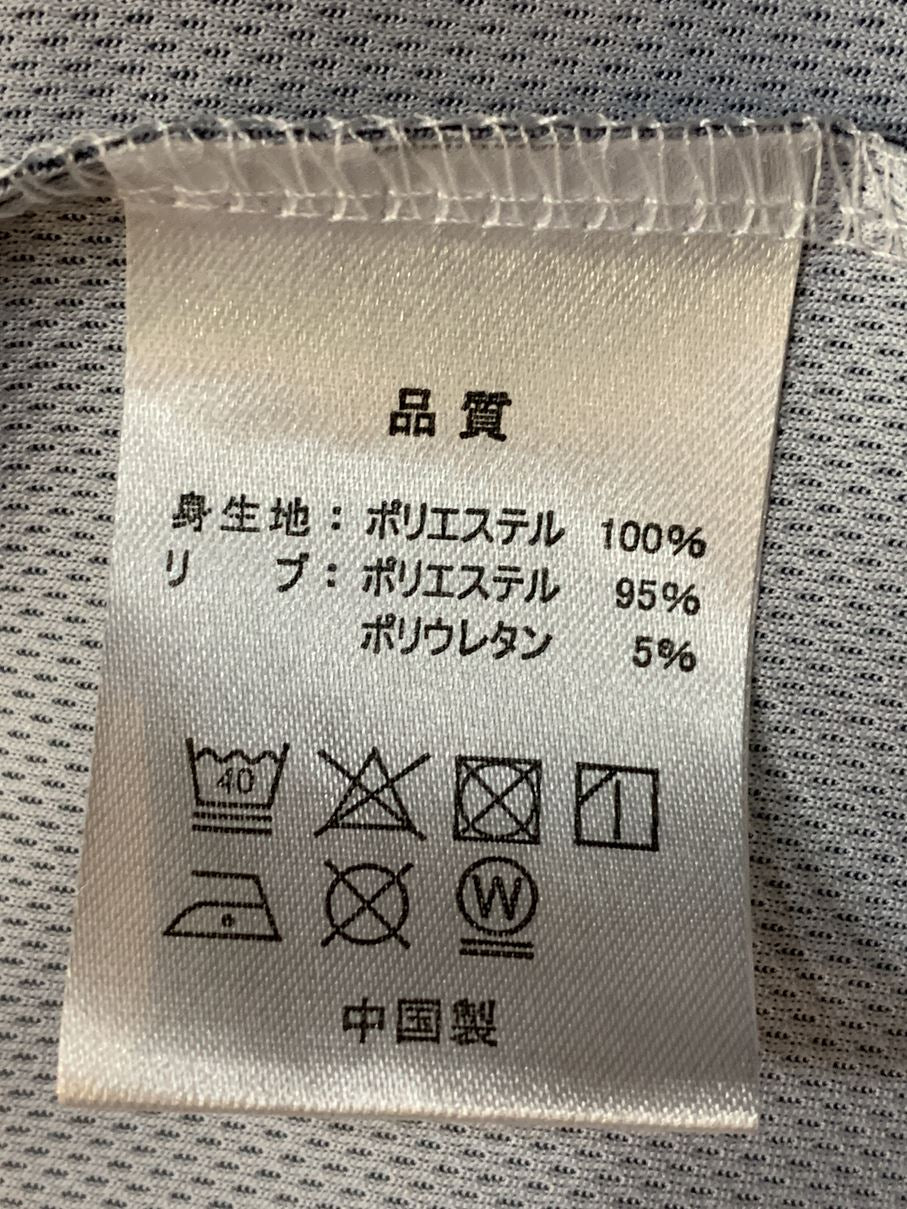 品質
身生地：ポリエステル 100%
リブ：ポリエステル 95%
ポリウレタン 5%
40
W
中国製